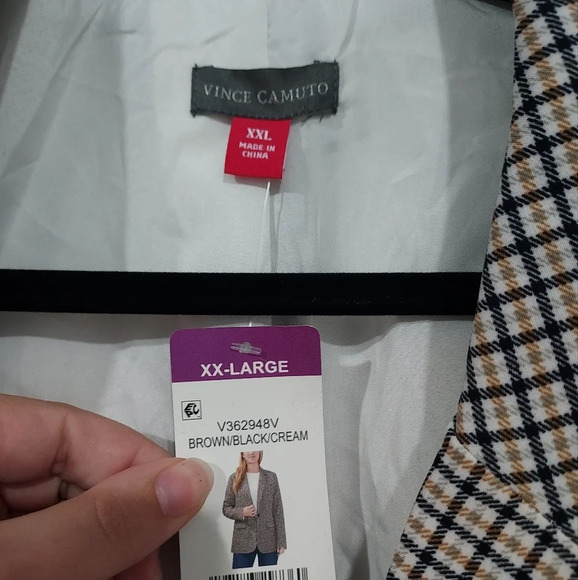 VINCE CAMUTO
XXL
MADE IN
CHINA
XX-LARGE
V362948V
BROWN/BLACK/CREAM